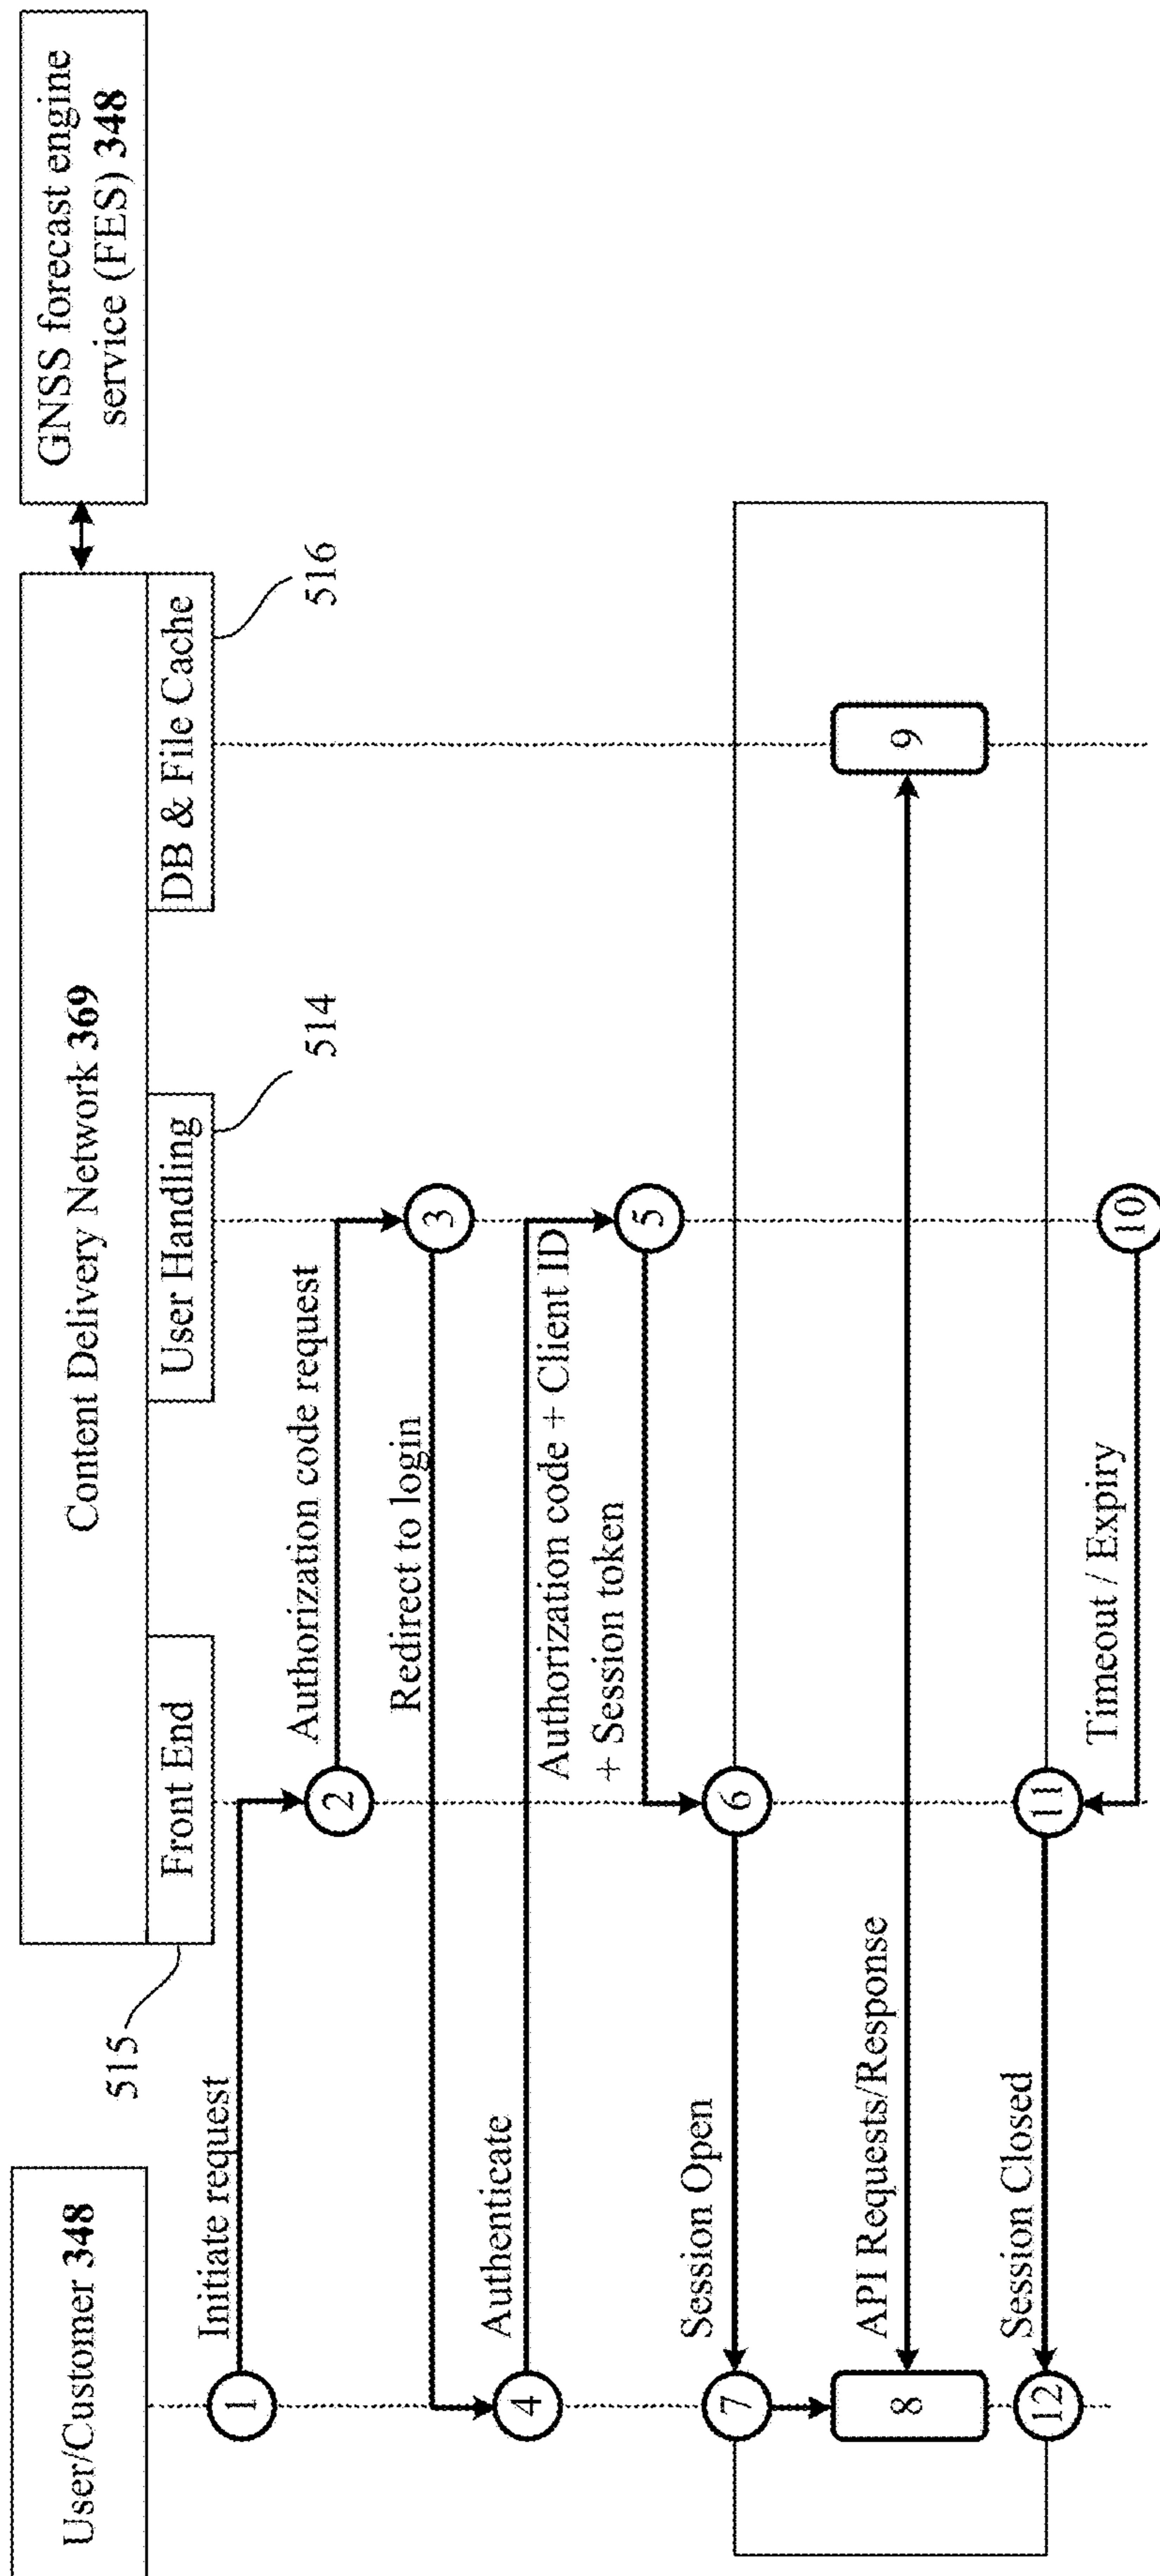 User/Customer 348
Content Delivery Network 369
GNSS forecast engine
service (FES) 348
515
Front End
User Handling
514
DB & File Cache
516
Initiate request
1
2
Authorization code request
3
Redirect to login
4
Authenticate
Authorization code + Client ID
+ Session token
5
6
Session Open
7
8
API Requests/Response
9
10
Timeout / Expiry
11
Session Closed
12